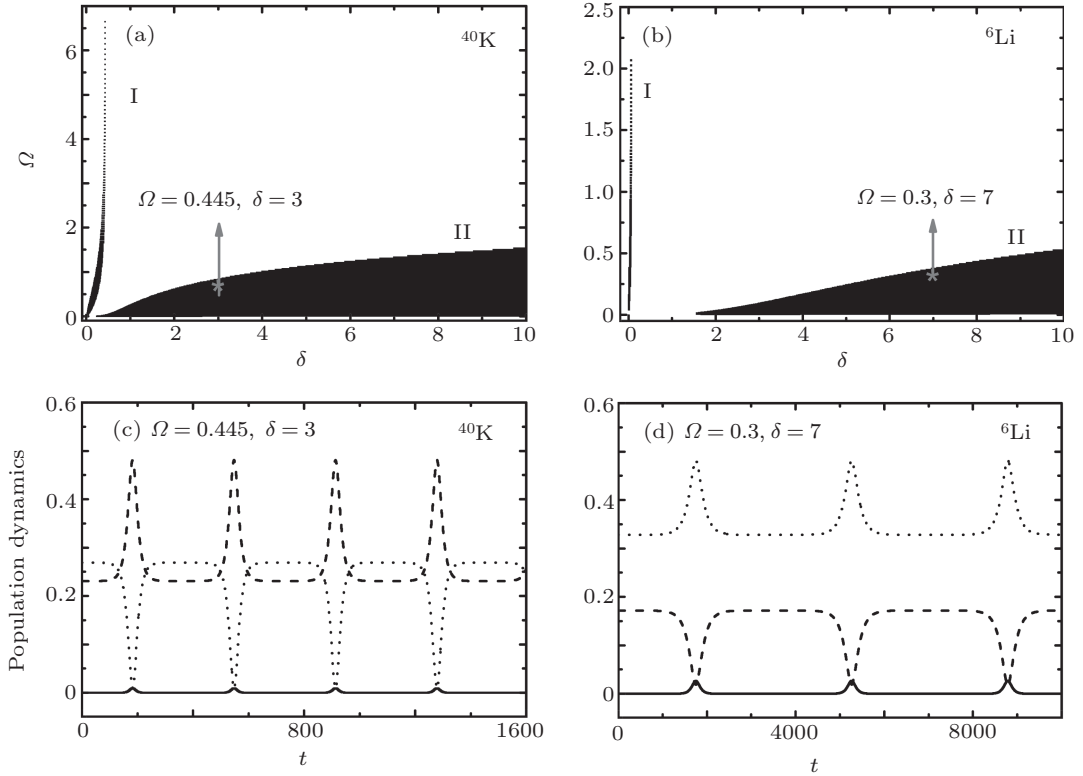 (a)
⁴⁰K
I
Ω = 0.445, δ = 3
II
Ω
0
2
4
6
0
2
4
6
8
10
δ
(b)
⁶Li
I
Ω = 0.3, δ = 7
II
0
0.5
1.0
1.5
2.0
2.5
0
2
4
6
8
10
δ
(c) Ω = 0.445, δ = 3
⁴⁰K
Population dynamics
0
0.2
0.4
0.6
0
800
1600
t
(d) Ω = 0.3, δ = 7
⁶Li
0
0.2
0.4
0.6
0
4000
8000
t